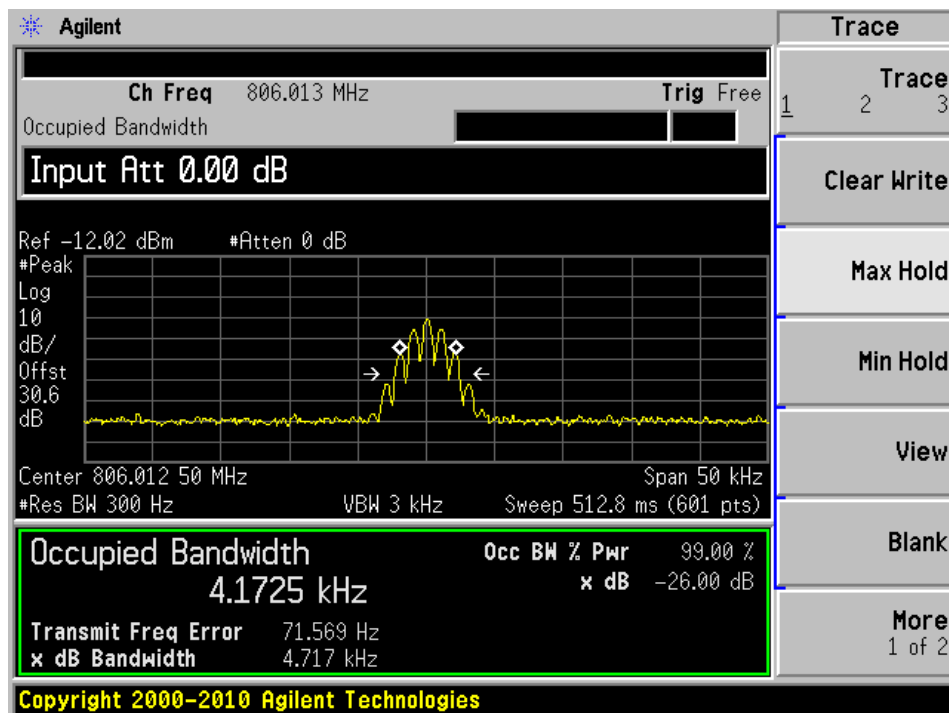 Agilent
Trace
Ch Freq 806.013 MHz Trig Free
Occupied Bandwidth
Input Att 0.00 dB
Ref -12.02 dBm #Atten 0 dB
#Peak
Log
10
dB/
Offst
30.6
dB
Center 806.012 50 MHz Span 50 kHz
#Res BW 300 Hz VBW 3 kHz Sweep 512.8 ms (601 pts)
Occupied Bandwidth
4.1725 kHz
Occ BW % Pwr 99.00 %
x dB -26.00 dB
Transmit Freq Error 71.569 Hz
x dB Bandwidth 4.717 kHz
Trace
1 2 3
Clear Write
Max Hold
Min Hold
View
Blank
More
1 of 2
Copyright 2000-2010 Agilent Technologies